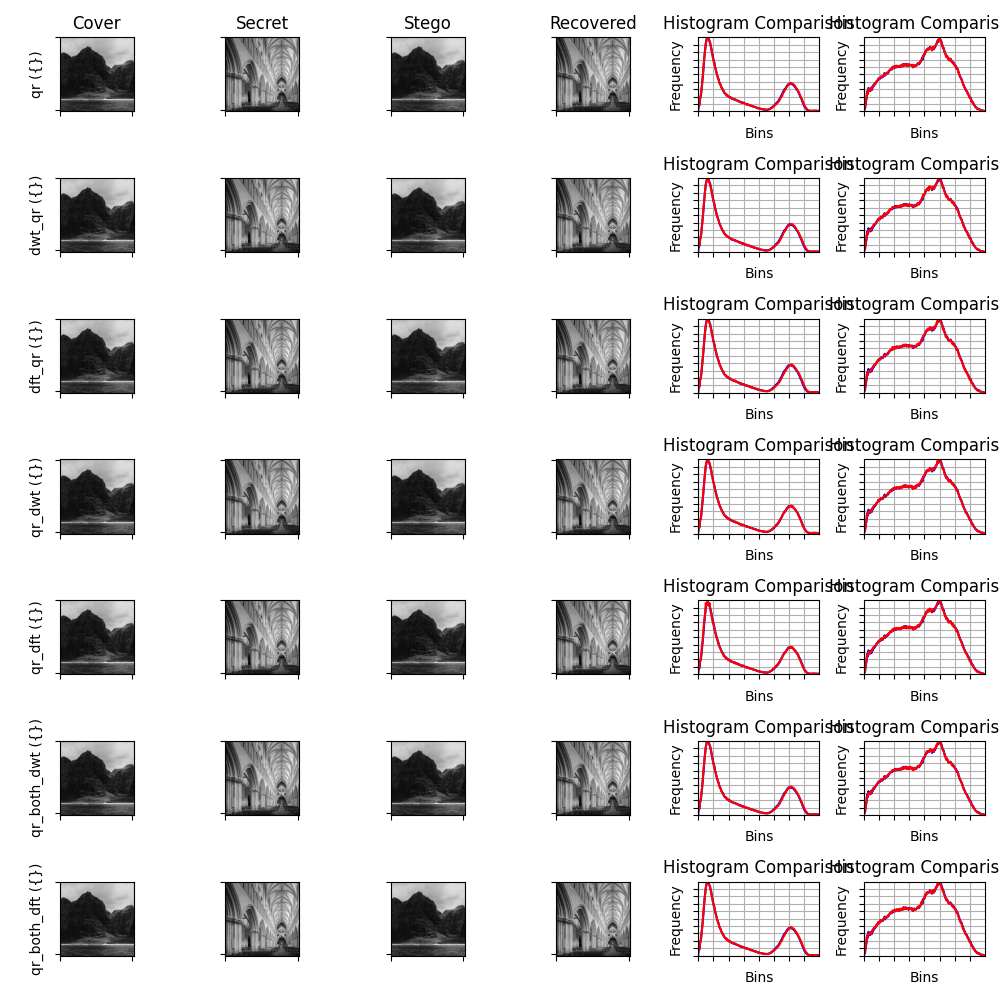 Cover Secret Stego Recovered Histogram Comparison Histogram Comparis
qr ({}) Frequency Frequency
Bins Bins
Histogram Comparison Histogram Comparis
dwt_qr ({}) Frequency Frequency
Bins Bins
Histogram Comparison Histogram Comparis
dft_qr ({}) Frequency Frequency
Bins Bins
Histogram Comparison Histogram Comparis
qr_dwt ({}) Frequency Frequency
Bins Bins
Histogram Comparison Histogram Comparis
qr_dft ({}) Frequency Frequency
Bins Bins
Histogram Comparison Histogram Comparis
qr_both_dwt ({}) Frequency Frequency
Bins Bins
Histogram Comparison Histogram Comparis
qr_both_dft ({}) Frequency Frequency
Bins Bins